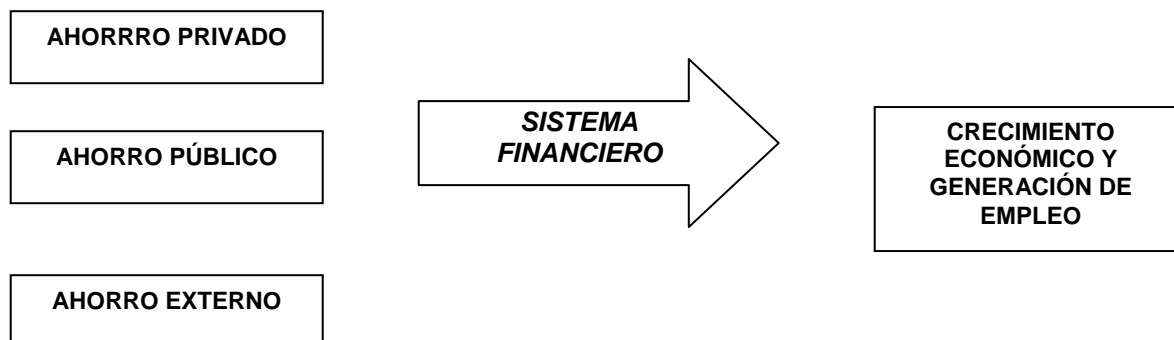 AHORRRO PRIVADO
AHORRO PÚBLICO
AHORRO EXTERNO
SISTEMA
FINANCIERO
CRECIMIENTO
ECONÓMICO Y
GENERACIÓN DE
EMPLEO